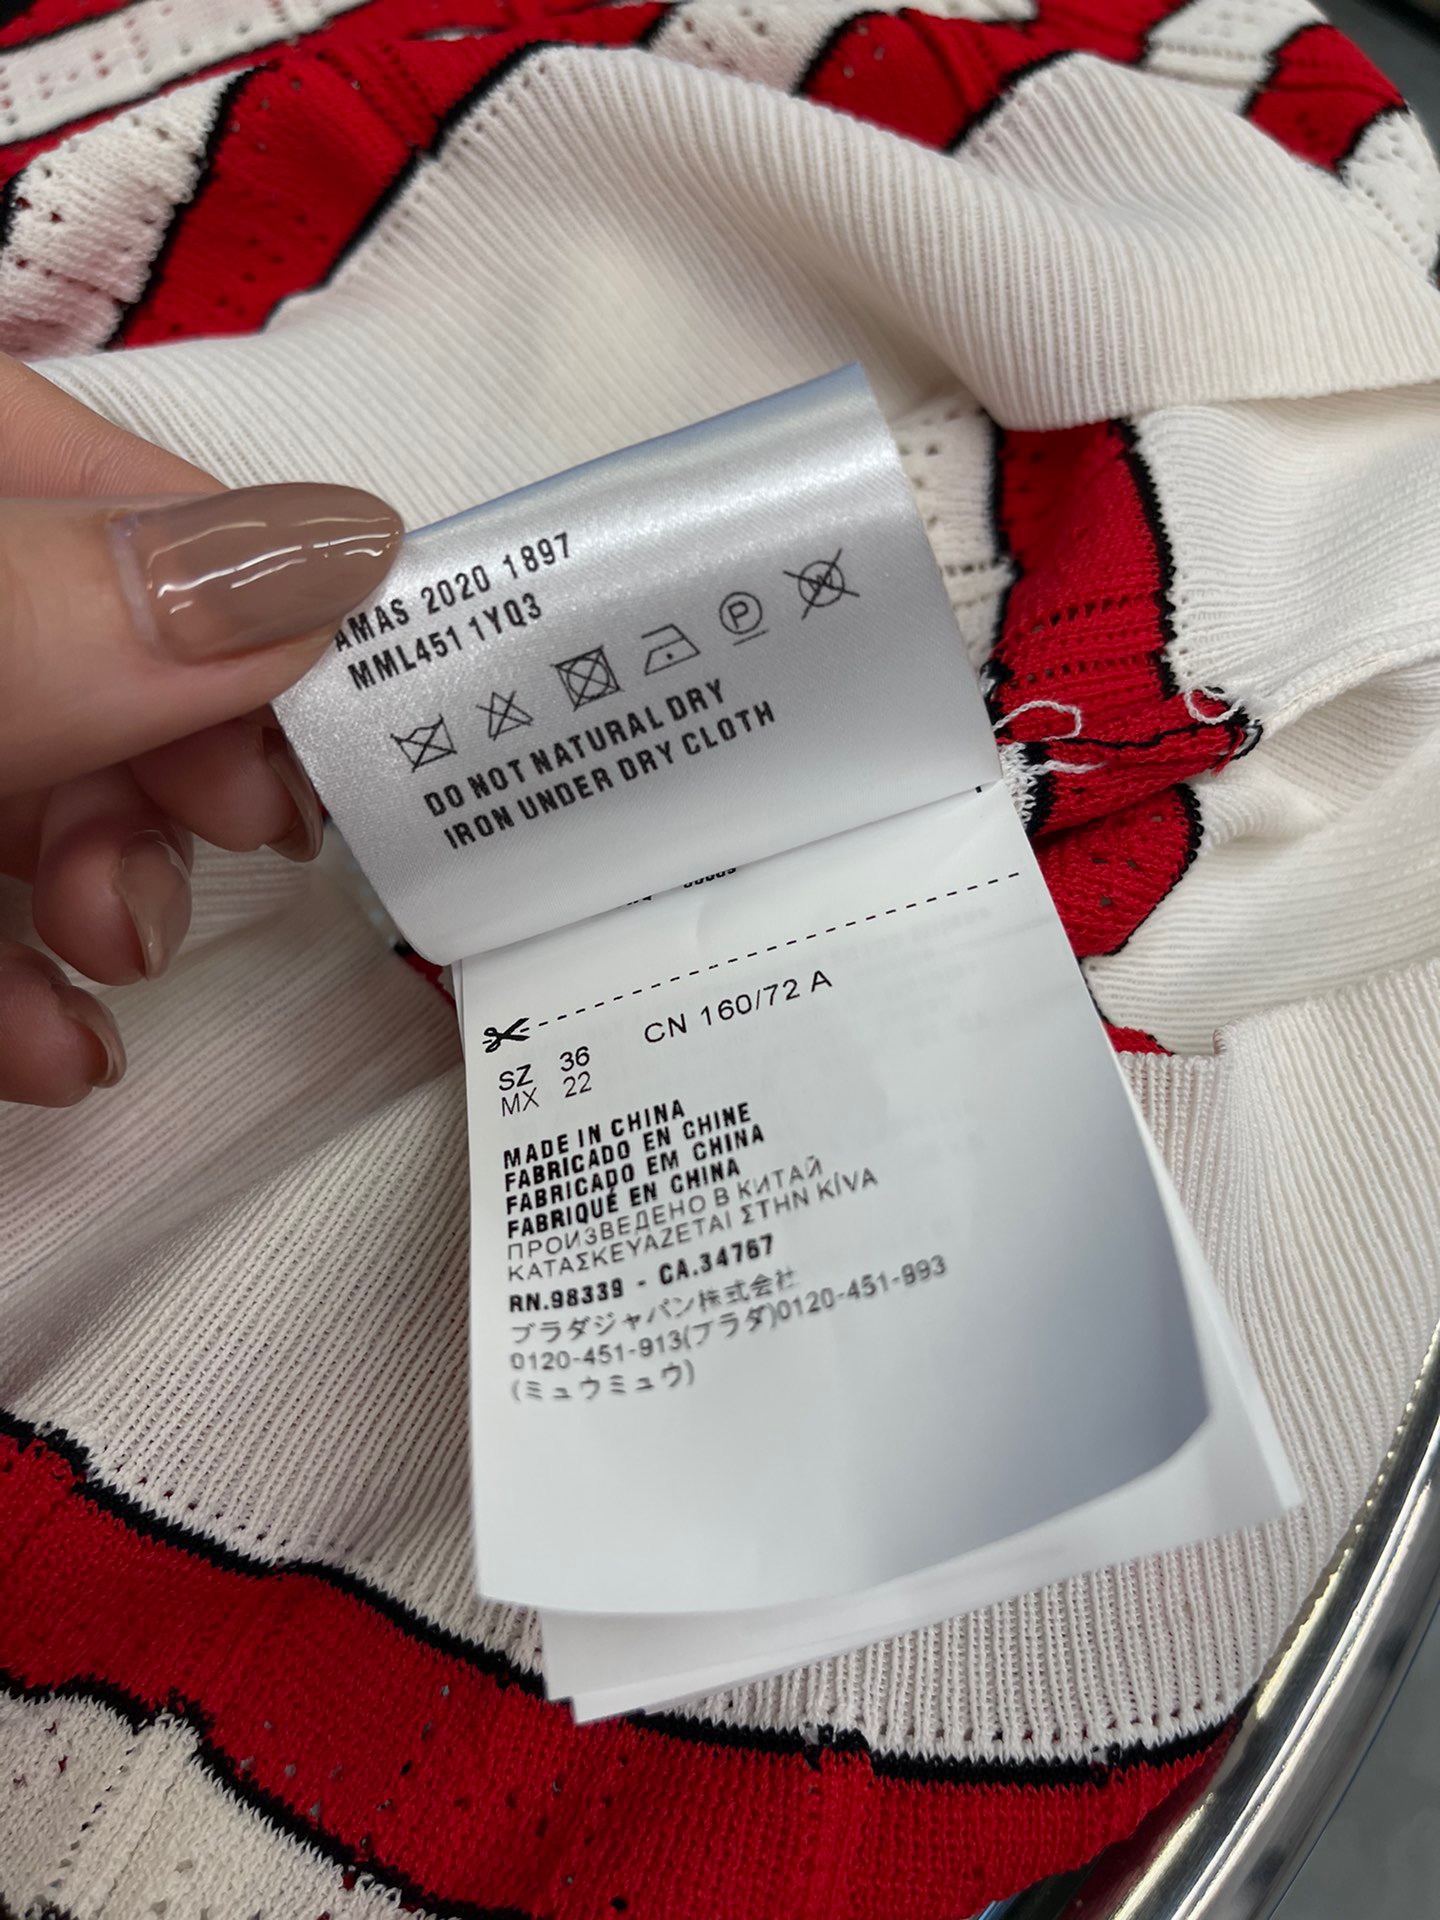 AMAS 2020 1897
MML451 1YQ3
P
W
DO NOT NATURAL DRY
IRON UNDER DRY CLOTH
CN 160/72 A
SZ 36
MX 22
MADE IN CHINA
FABRICADO EN CHINE
FABRICADO EM CHINA
FABRIQUÉ EN CHINA
ПРОИЗВЕДЕНО В КИТАЙ
ΚΑΤΑΣΚΕΥΑΖΕΤΑΙ ΣΤΗΝ ΚΊVΑ
RN.98339 - CA.34767
プラダジャパン株式会社
0120-451-913(プラダ)0120-451-993
(ミュウミュウ)